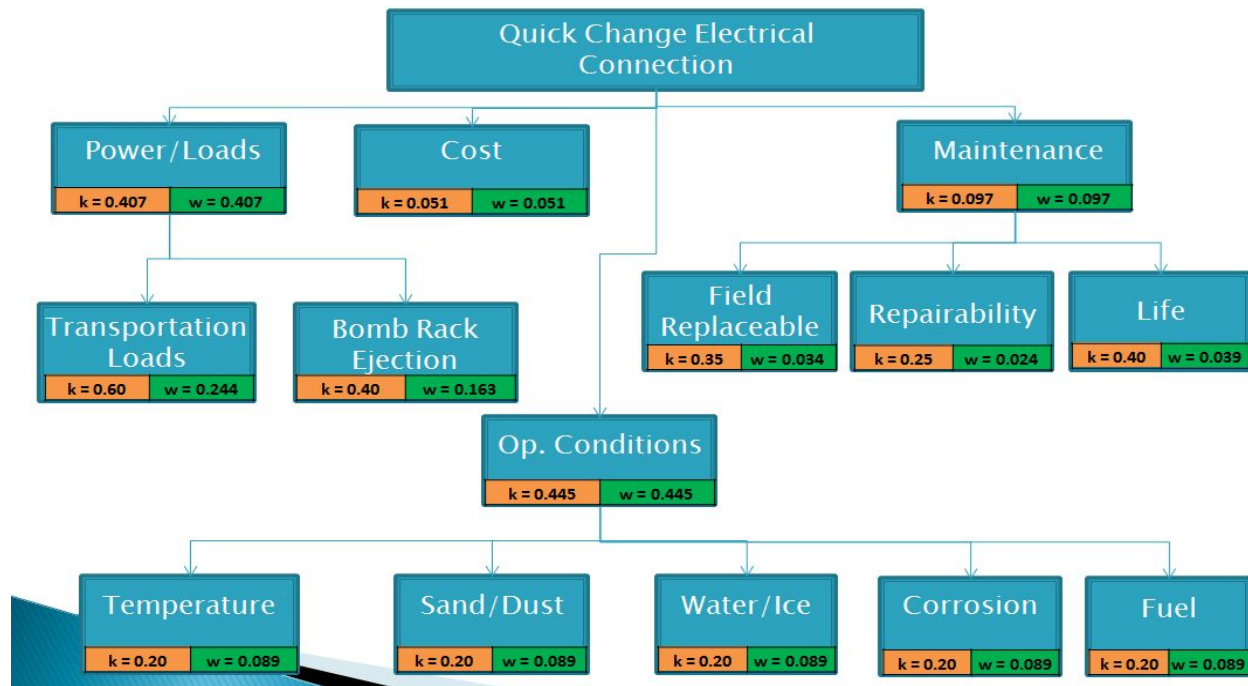 Quick Change Electrical
Connection
Power/Loads
k = 0.407 w = 0.407
Cost
k = 0.051 w = 0.051
Maintenance
k = 0.097 w = 0.097
Transportation
Loads
k = 0.60 w = 0.244
Bomb Rack
Ejection
k = 0.40 w = 0.163
Field
Replaceable
k = 0.35 w = 0.034
Repairability
k = 0.25 w = 0.024
Life
k = 0.40 w = 0.039
Op. Conditions
k = 0.445 w = 0.445
Temperature
k = 0.20 w = 0.089
Sand/Dust
k = 0.20 w = 0.089
Water/Ice
k = 0.20 w = 0.089
Corrosion
k = 0.20 w = 0.089
Fuel
k = 0.20 w = 0.089